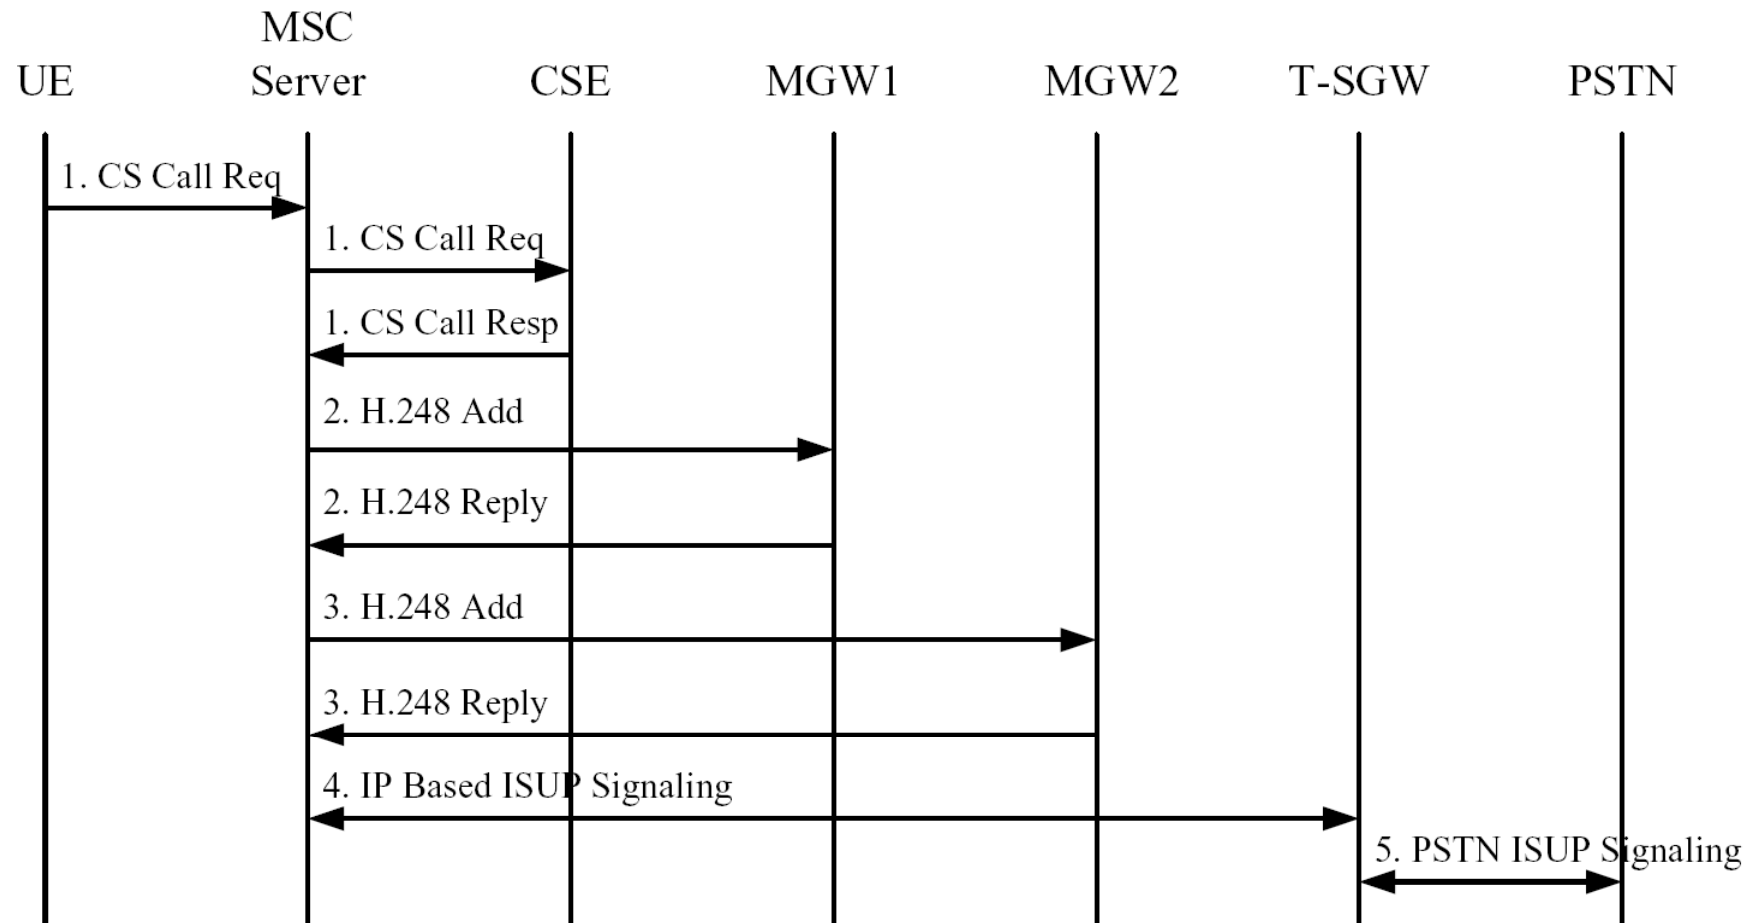 MSC
UE
Server
CSE
MGW1
MGW2
T-SGW
PSTN
1. CS Call Req
1. CS Call Req
1. CS Call Resp
2. H.248 Add
2. H.248 Reply
3. H.248 Add
3. H.248 Reply
4. IP Based ISUP Signaling
5. PSTN ISUP Signaling